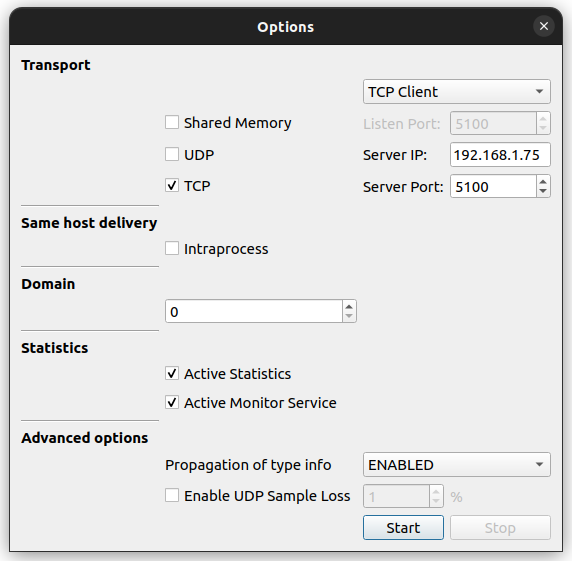 Options
Transport
TCP Client
Shared Memory Listen Port: 5100
UDP Server IP: 192.168.1.75
TCP Server Port: 5100
Same host delivery
Intraprocess
Domain
0
Statistics
Active Statistics
Active Monitor Service
Advanced options
Propagation of type info ENABLED
Enable UDP Sample Loss 1 %
Start Stop